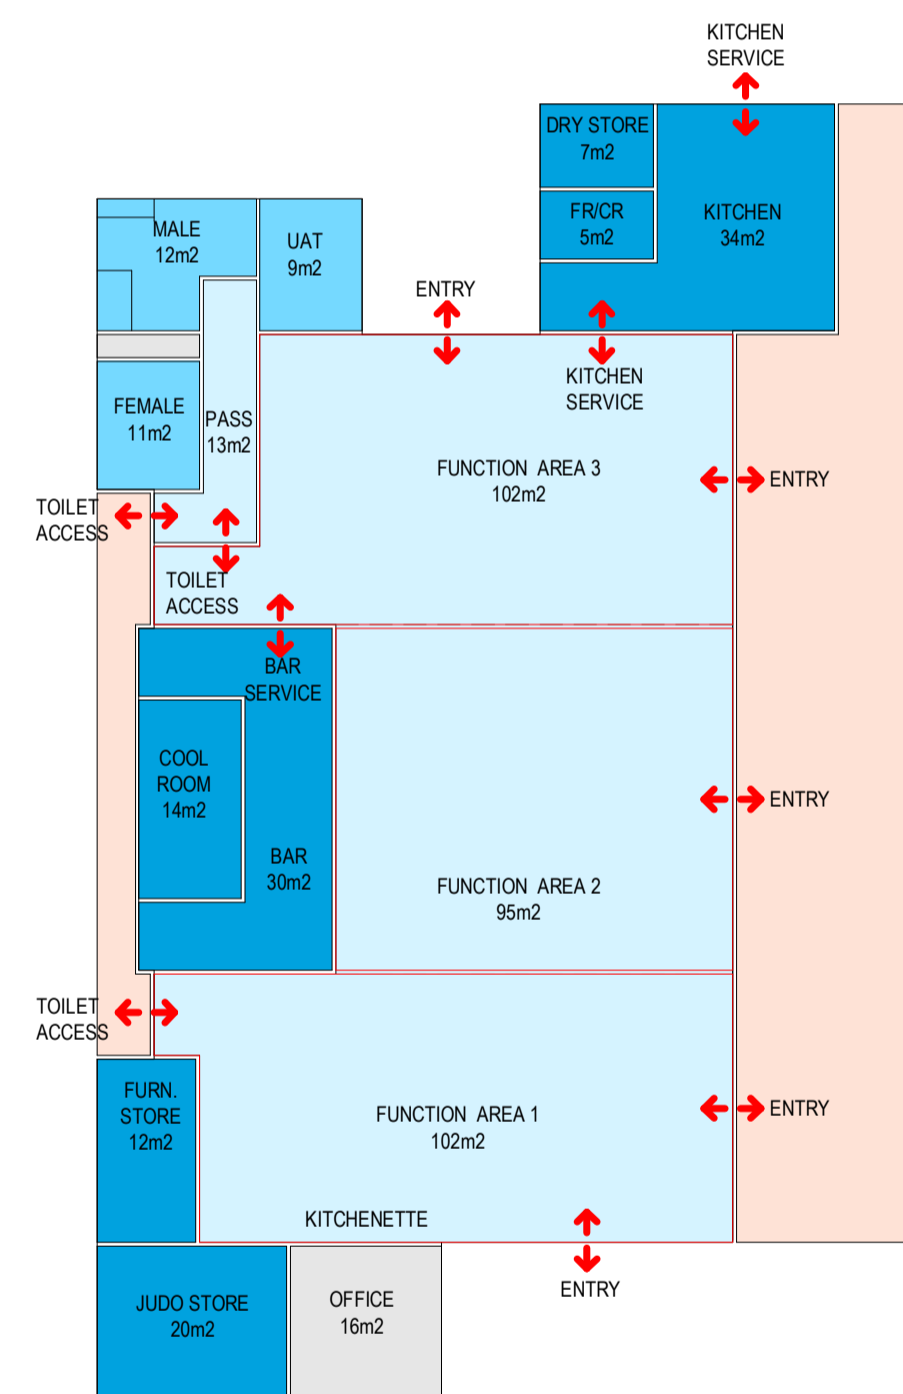 KITCHEN
SERVICE
DRY STORE
7m2
FR/CR
5m2
KITCHEN
34m2
MALE
12m2
UAT
9m2
ENTRY
KITCHEN
SERVICE
FEMALE
11m2
PASS
13m2
FUNCTION AREA 3
102m2
ENTRY
TOILET
ACCESS
TOILET
ACCESS
BAR
SERVICE
COOL
ROOM
14m2
ENTRY
BAR
30m2
FUNCTION AREA 2
95m2
TOILET
ACCESS
FURN.
STORE
12m2
FUNCTION AREA 1
102m2
ENTRY
KITCHENETTE
ENTRY
JUDO STORE
20m2
OFFICE
16m2